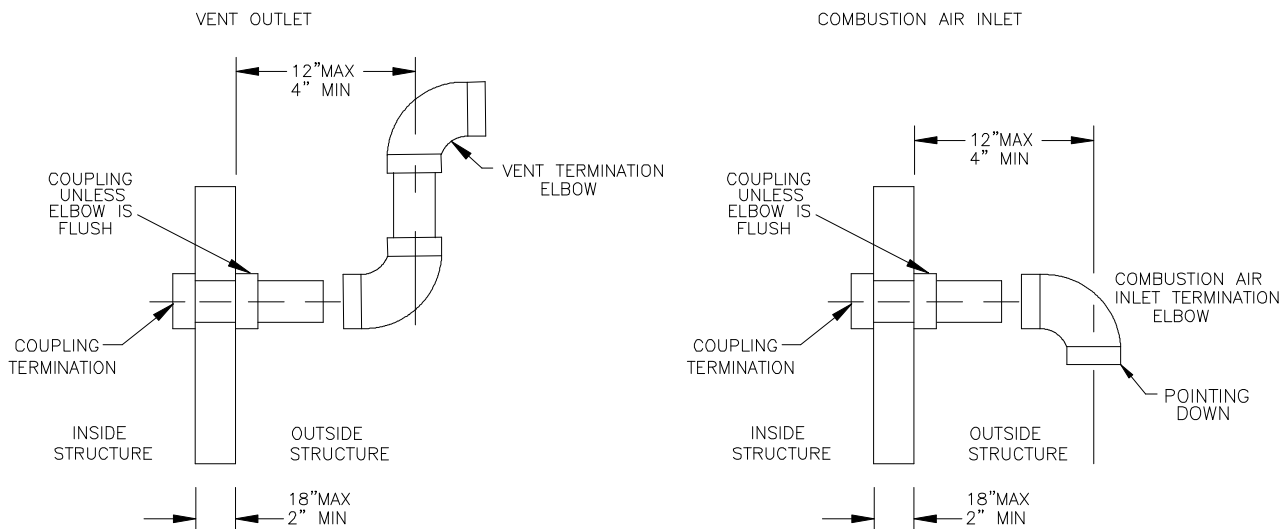 VENT OUTLET
12”MAX
4” MIN
VENT TERMINATION
ELBOW
COUPLING
UNLESS
ELBOW IS
FLUSH
COUPLING
TERMINATION
INSIDE
STRUCTURE
OUTSIDE
STRUCTURE
18”MAX
2” MIN
COMBUSTION AIR INLET
12”MAX
4” MIN
COUPLING
UNLESS
ELBOW IS
FLUSH
COMBUSTION AIR
INLET TERMINATION
ELBOW
COUPLING
TERMINATION
POINTING
DOWN
INSIDE
STRUCTURE
OUTSIDE
STRUCTURE
18”MAX
2” MIN